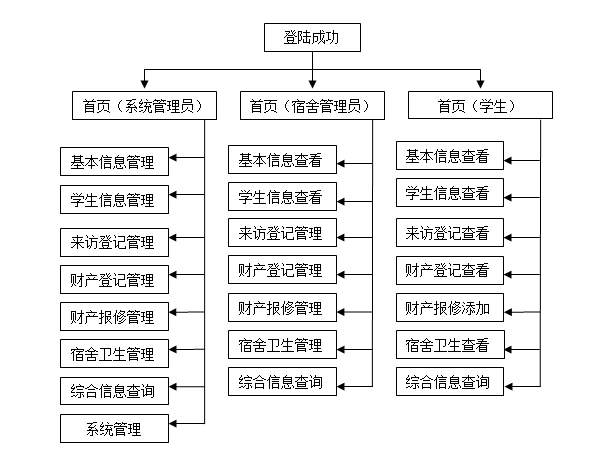 登陆成功
首页（系统管理员）
首页（宿舍管理员）
首页（学生）
基本信息管理
学生信息管理
来访登记管理
财产登记管理
财产报修管理
宿舍卫生管理
综合信息查询
系统管理
基本信息查看
学生信息查看
来访登记管理
财产登记管理
财产报修管理
宿舍卫生管理
综合信息查询
基本信息查看
学生信息查看
来访登记查看
财产登记查看
财产报修添加
宿舍卫生查看
综合信息查询